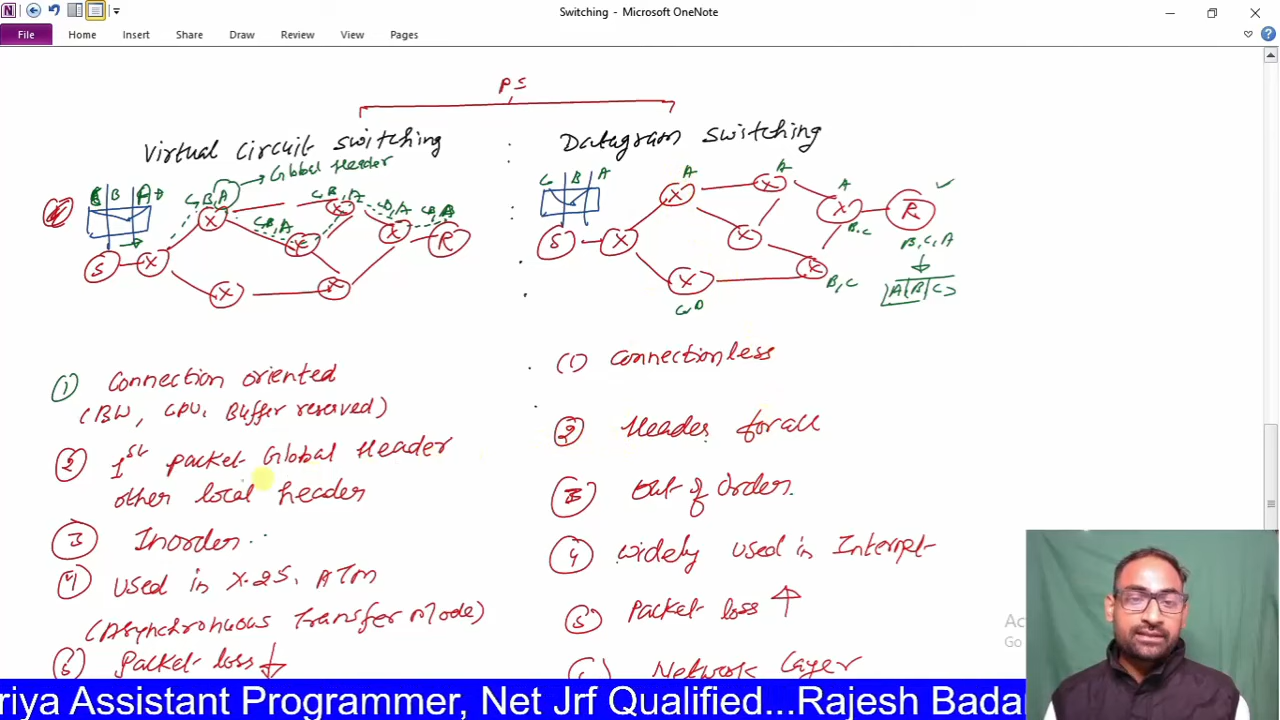 Switching - Microsoft OneNote
File Home Insert Share Draw Review View Pages
PS
Virtual circuit switching : Datagram switching
Global Header
C B A
C, B, A
C, B, A
C, B, A
B, A
S X X X X X X X R
S X X X X X X X R
A
A
A
B, C
B, C
B, C, A
A B C
① Connection oriented
(BW, CPU, Buffer reserved)
② 1st packet Global Header
other local header
③ Inorder
④ Used in X.25, ATM
(Asynchronous Transfer Mode)
Packet loss ↓
(1) Connectionless
② Header for all
③ Out of Order
④ Widely used in Internet
⑤ Packet loss ↑
Network Layer
Go
riya Assistant Programmer, Net Jrf Qualified...Rajesh Badar